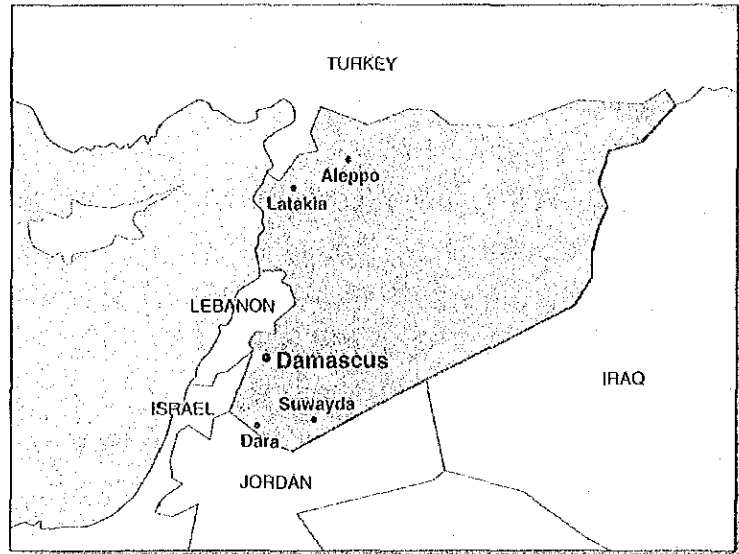 TURKEY
Aleppo
Latakia
LEBANON
Damascus
IRAQ
ISRAEL
Suwayda
Dara
JORDAN